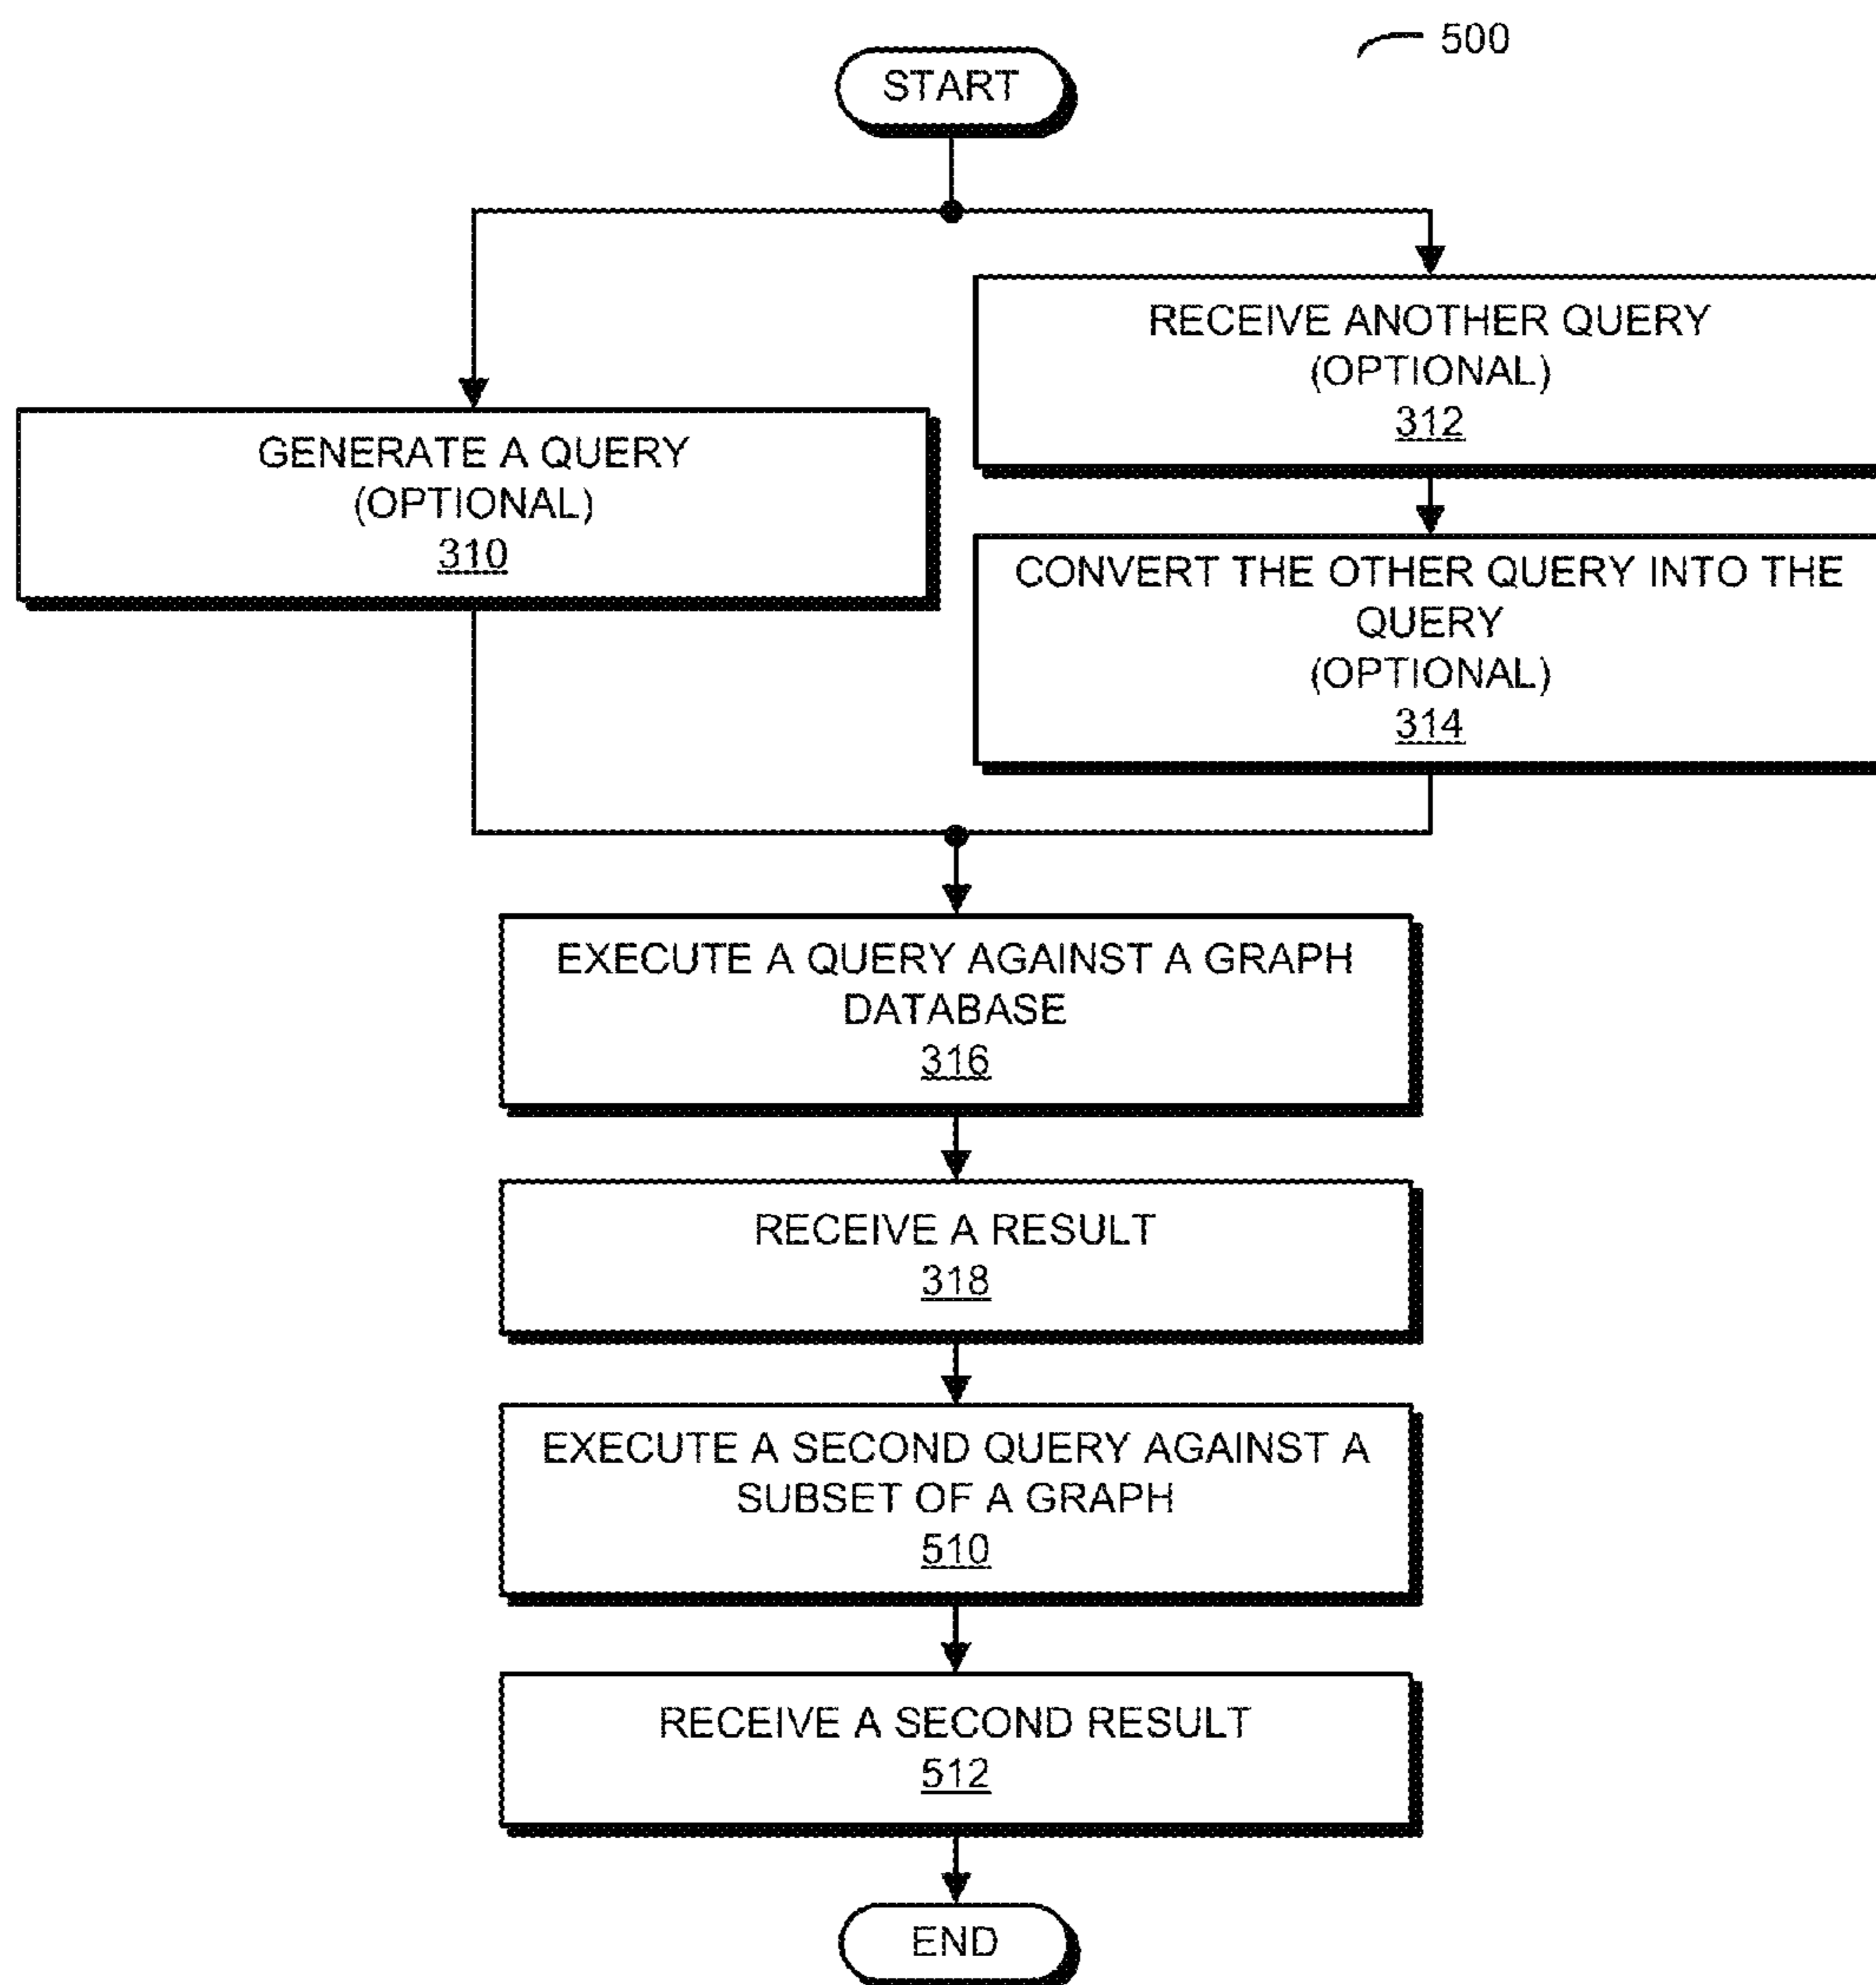 500
START
RECEIVE ANOTHER QUERY
(OPTIONAL)
312
GENERATE A QUERY
(OPTIONAL)
310
CONVERT THE OTHER QUERY INTO THE
QUERY
(OPTIONAL)
314
EXECUTE A QUERY AGAINST A GRAPH
DATABASE
316
RECEIVE A RESULT
318
EXECUTE A SECOND QUERY AGAINST A
SUBSET OF A GRAPH
510
RECEIVE A SECOND RESULT
512
END